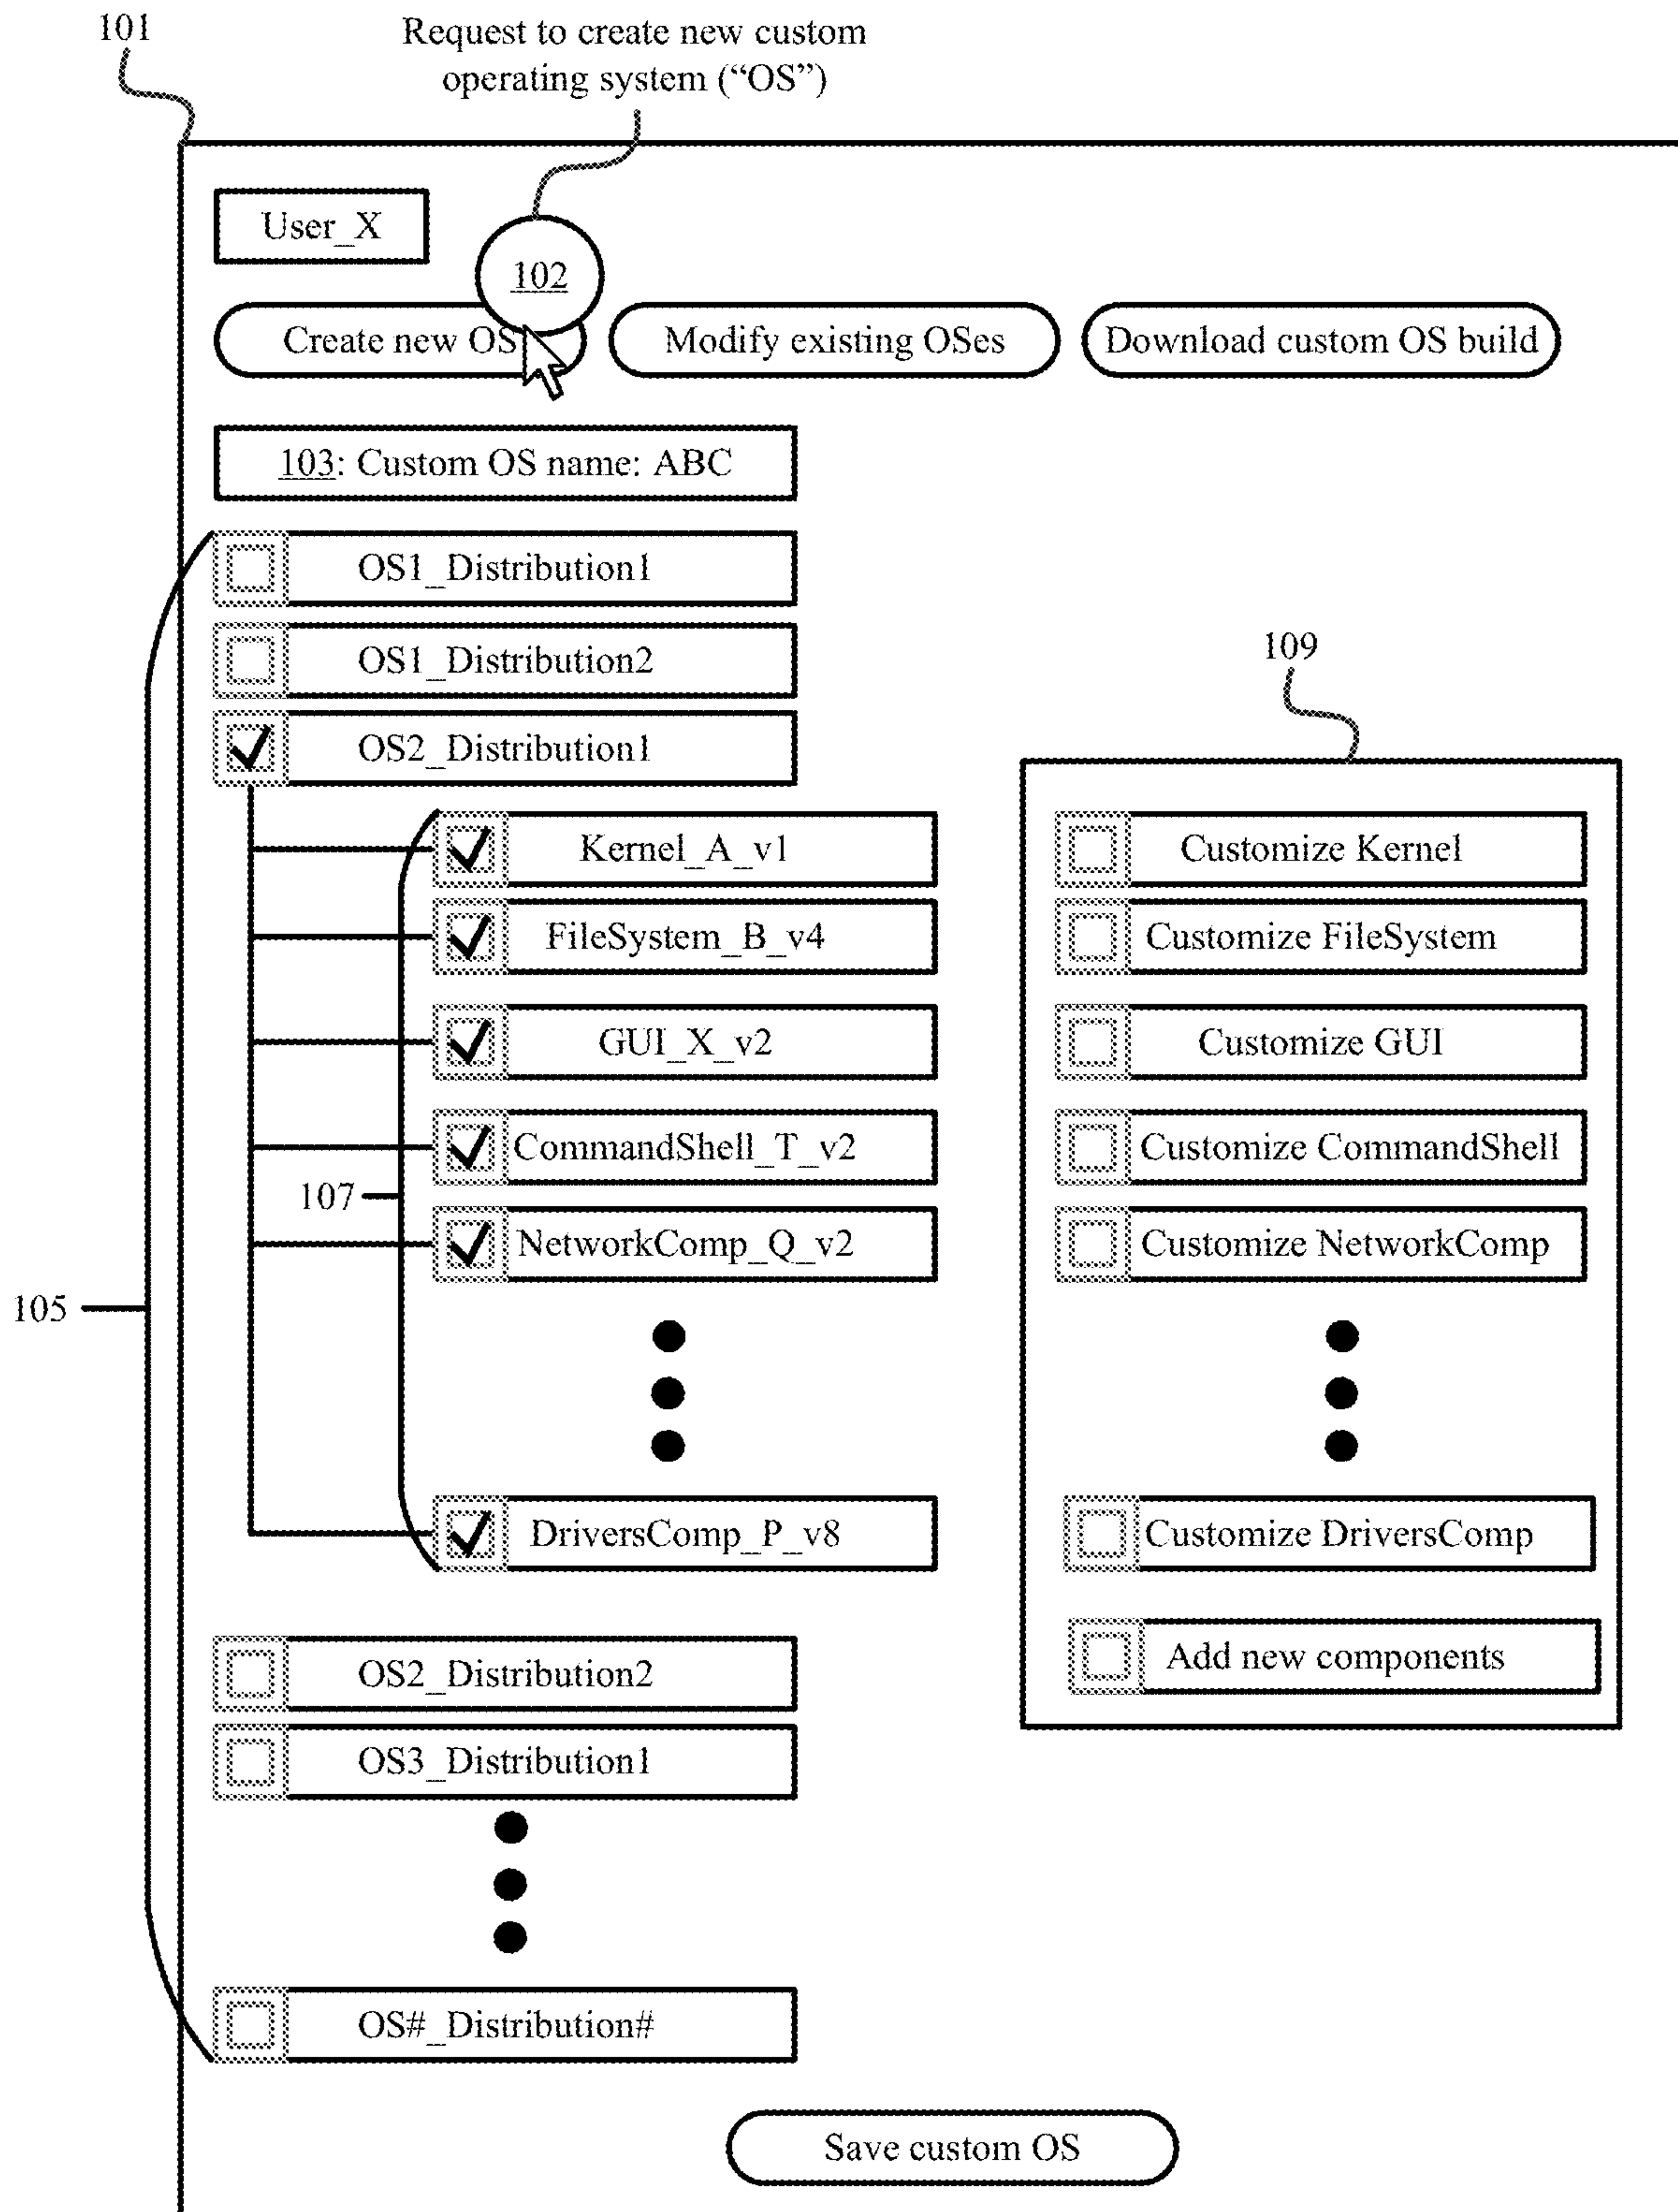 101
Request to create new custom
operating system ("OS")
User_X
102
Create new OS
Modify existing OSes
Download custom OS build
103: Custom OS name: ABC
OS1_Distribution1
OS1_Distribution2
109
OS2_Distribution1
Kernel_A_v1
Customize Kernel
FileSystem_B_v4
Customize FileSystem
GUI_X_v2
Customize GUI
CommandShell_T_v2
Customize CommandShell
107
NetworkComp_Q_v2
Customize NetworkComp
105
DriversComp_P_v8
Customize DriversComp
Add new components
OS2_Distribution2
OS3_Distribution1
OS#_Distribution#
Save custom OS